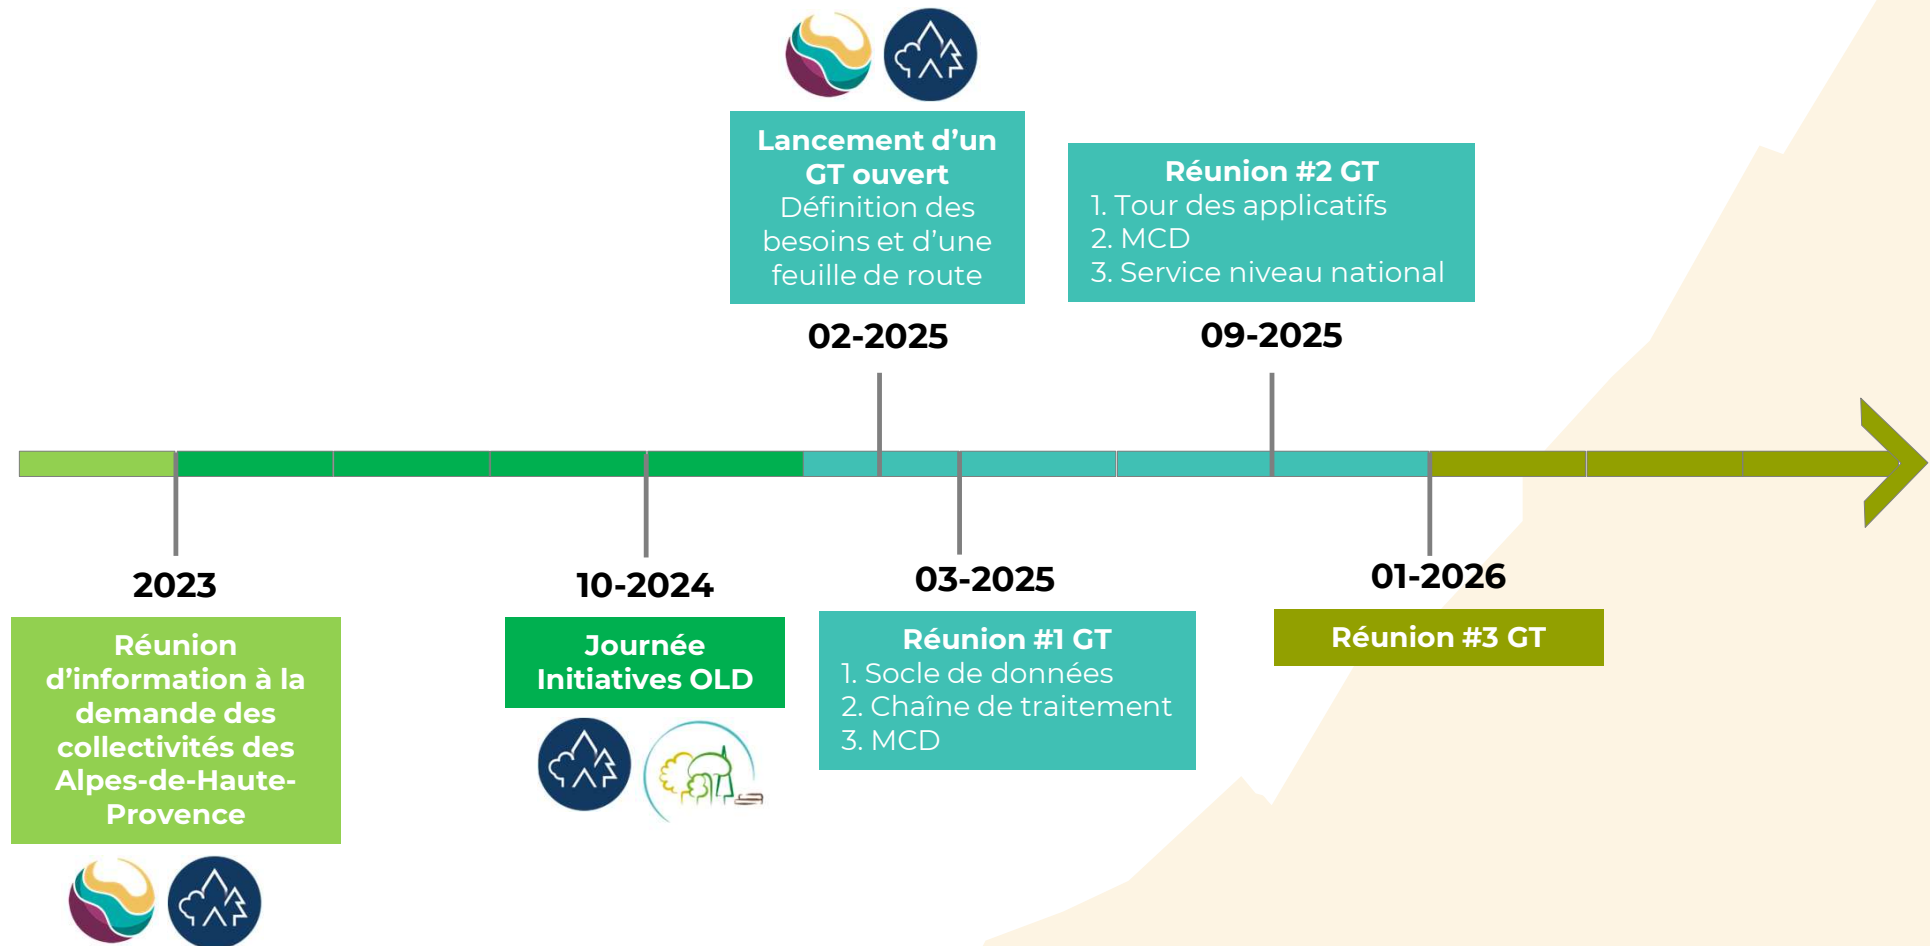 Lancement d’un
GT ouvert
Définition des
besoins et d’une
feuille de route
02-2025
Réunion #2 GT
1. Tour des applicatifs
2. MCD
3. Service niveau national
09-2025
2023
Réunion
d’information à la
demande des
collectivités des
Alpes-de-Haute-
Provence
10-2024
Journée
Initiatives OLD
03-2025
Réunion #1 GT
1. Socle de données
2. Chaîne de traitement
3. MCD
01-2026
Réunion #3 GT